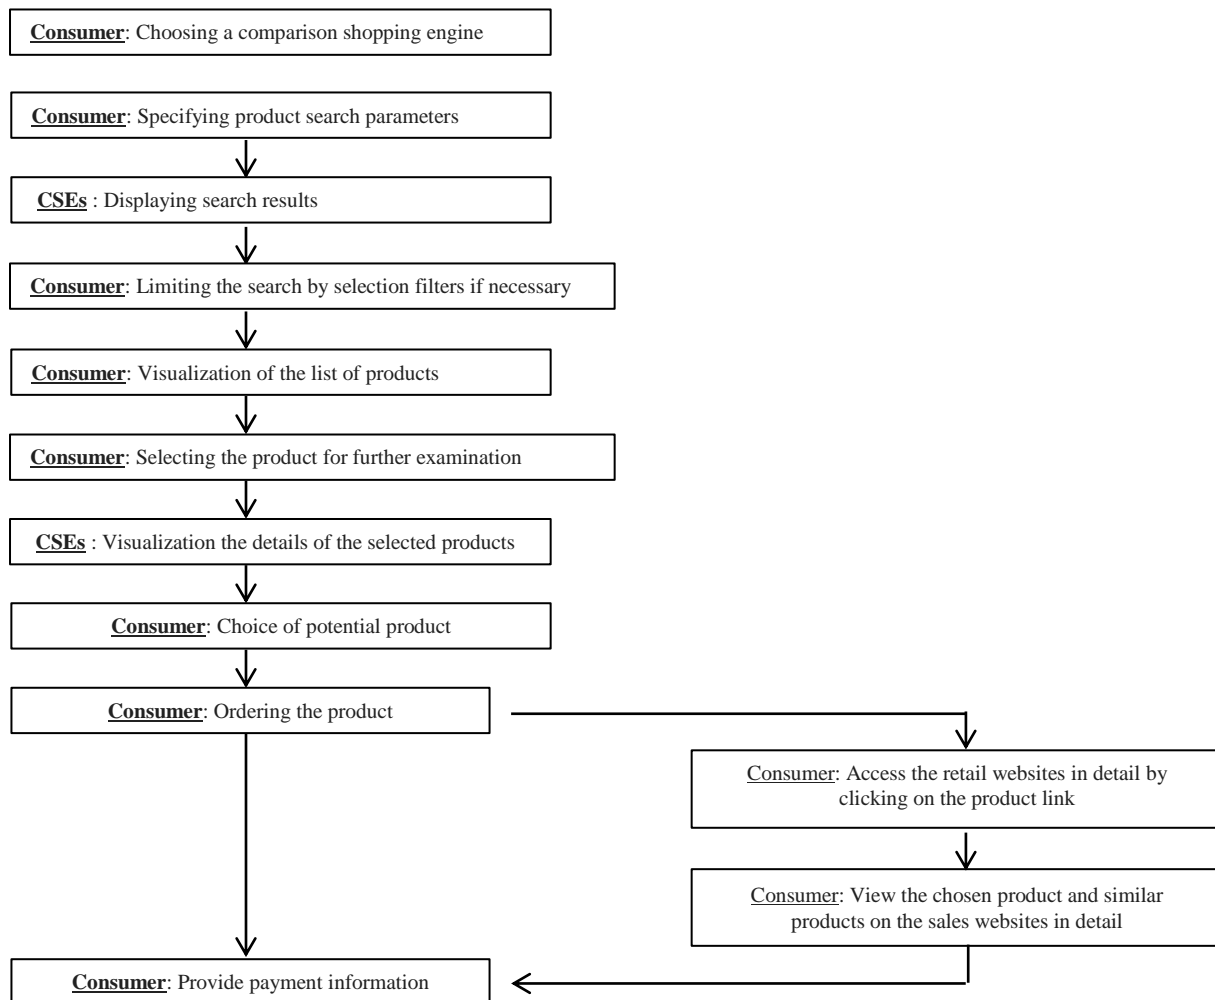 Consumer: Choosing a comparison shopping engine
Consumer: Specifying product search parameters
CSEs : Displaying search results
Consumer: Limiting the search by selection filters if necessary
Consumer: Visualization of the list of products
Consumer: Selecting the product for further examination
CSEs : Visualization the details of the selected products
Consumer: Choice of potential product
Consumer: Ordering the product
Consumer: Access the retail websites in detail by
clicking on the product link
Consumer: View the chosen product and similar
products on the sales websites in detail
Consumer: Provide payment information